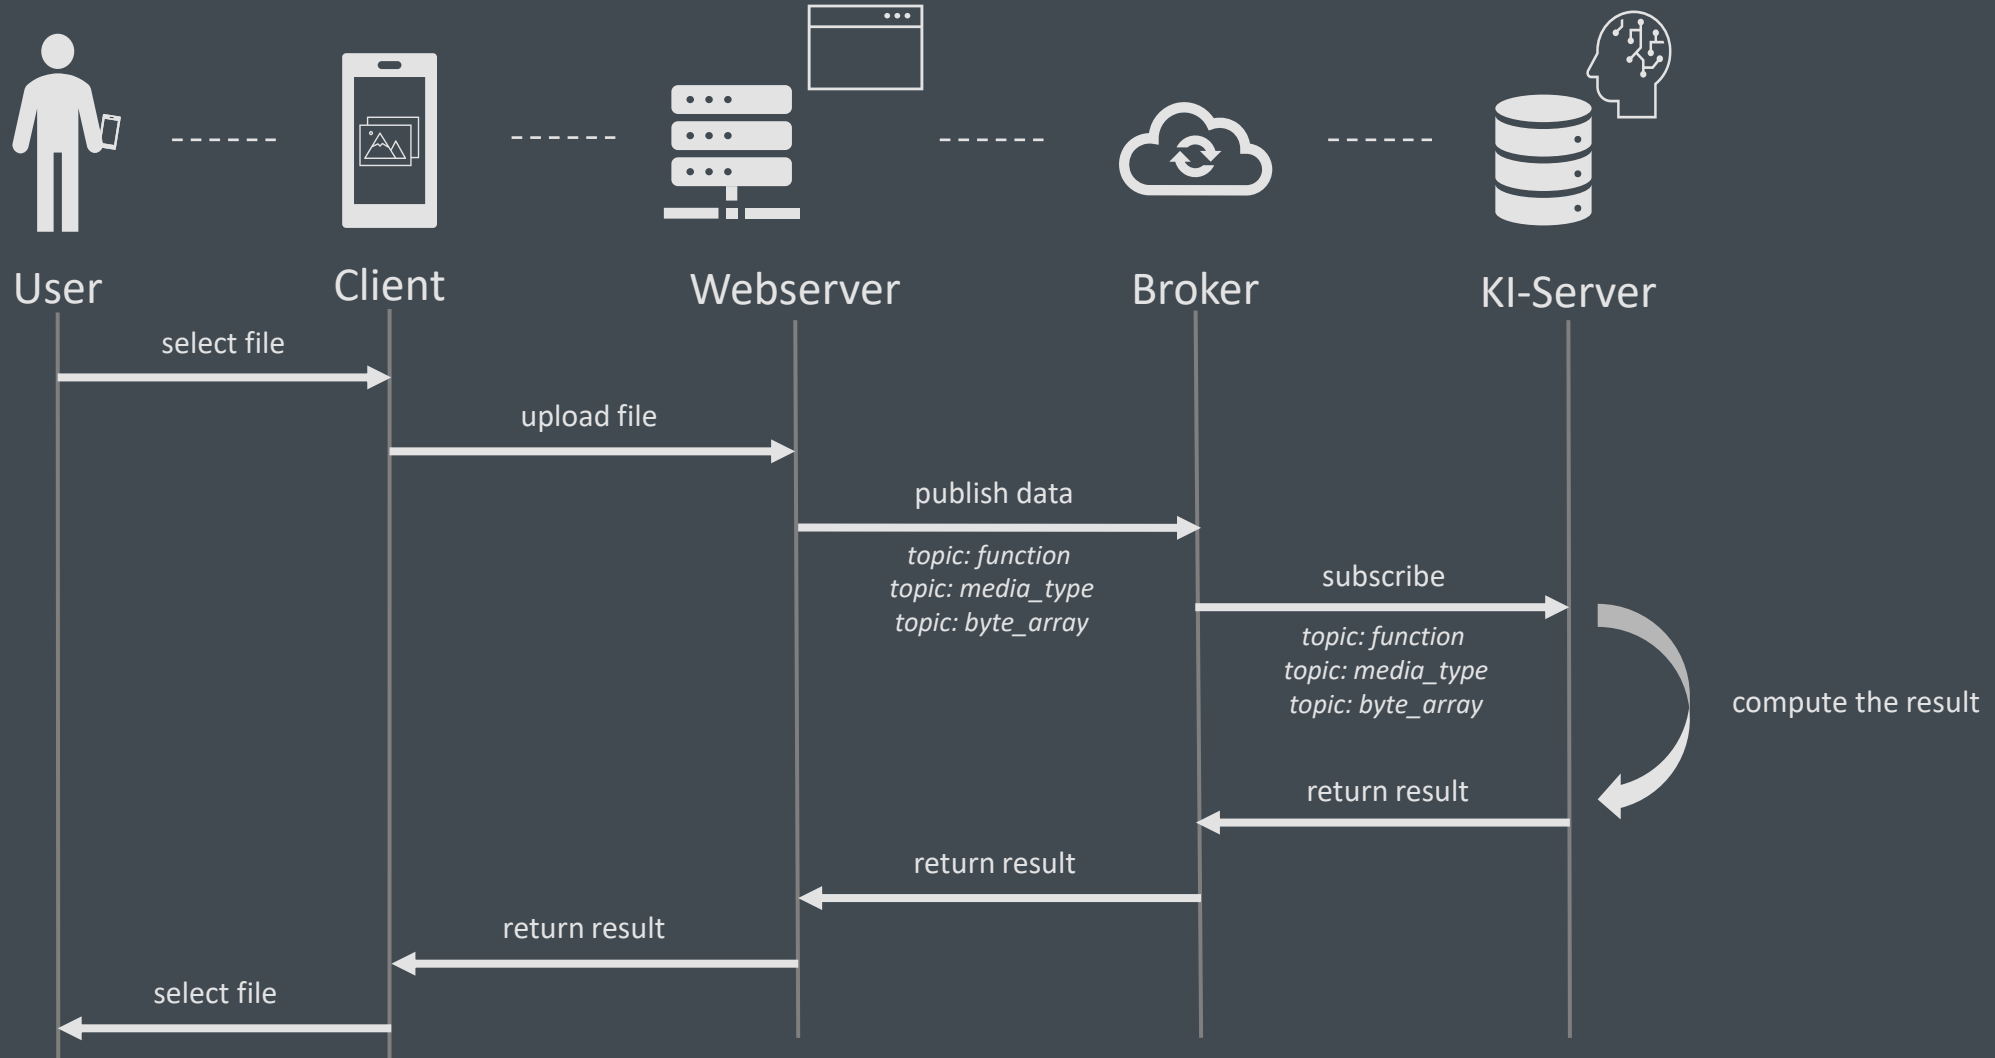 User
Client
Webserver
Broker
KI-Server
select file
upload file
publish data
topic: function
topic: media_type
topic: byte_array
subscribe
topic: function
topic: media_type
topic: byte_array
compute the result
return result
return result
return result
select file